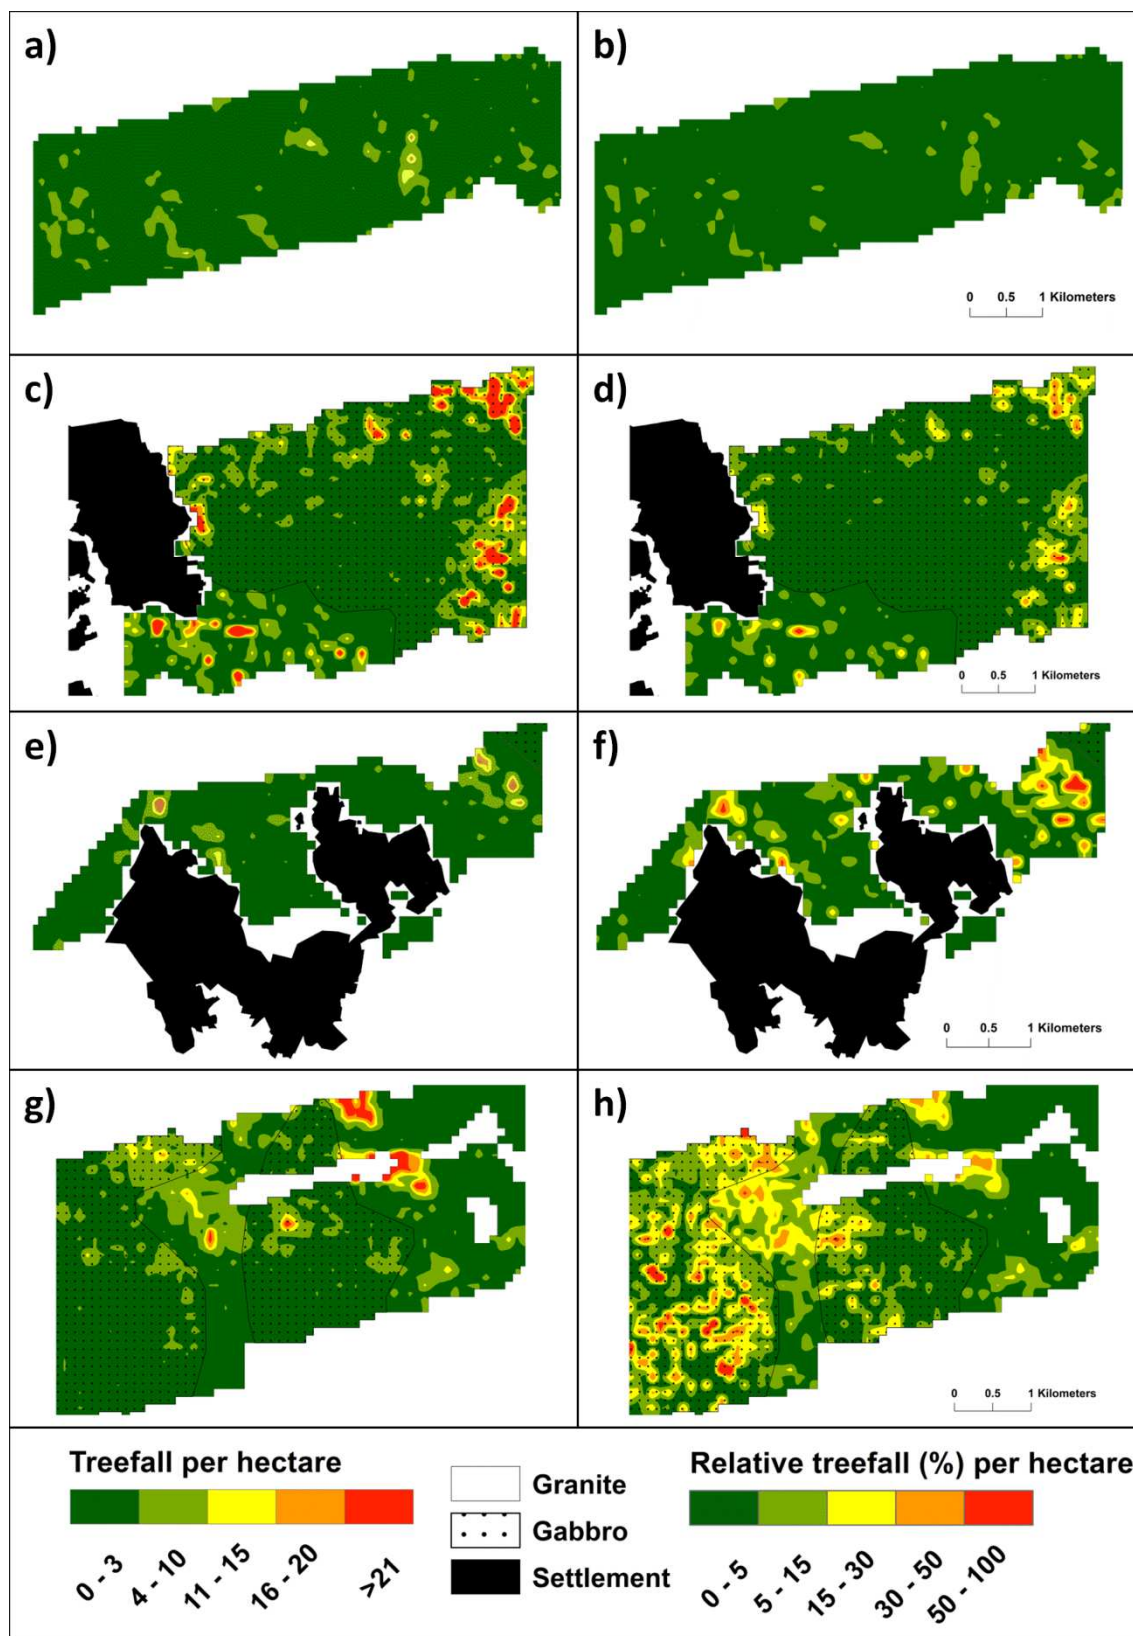 a)
b)
0 0.5 1 Kilometers
c)
d)
0 0.5 1 Kilometers
e)
f)
0 0.5 1 Kilometers
g)
h)
0 0.5 1 Kilometers
Treefall per hectare
0 - 3
4 - 10
11 - 15
16 - 20
>21
Granite
Gabbro
Settlement
Relative treefall (%) per hectare
0 - 5
5 - 15
15 - 30
30 - 50
50 - 100